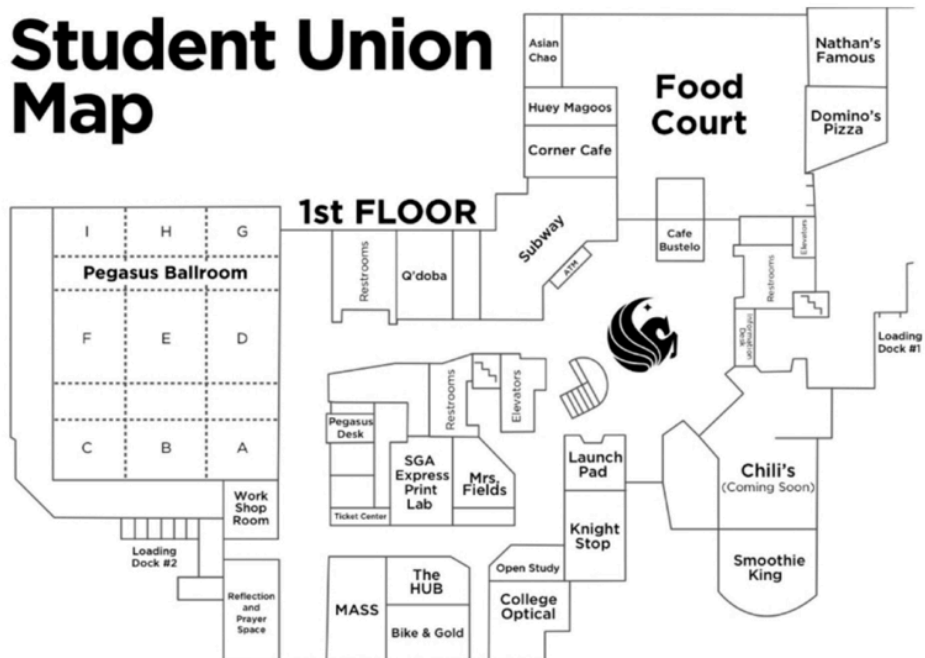 Student Union
Map
1st FLOOR
Asian
Chao
Huey Magoos
Corner Cafe
Food
Court
Nathan's
Famous
Domino's
Pizza
Subway
ATM
Cafe
Bustelo
Elevators
Restrooms
Information
Desk
Loading
Dock #1
I
H
G
Pegasus Ballroom
F
E
D
C
B
A
Restrooms
Q'doba
Restrooms
Elevators
Pegasus
Desk
SGA
Express
Print
Lab
Mrs.
Fields
Ticket Center
Launch
Pad
Knight
Stop
Chili's
(Coming Soon)
Smoothie
King
Work
Shop
Room
Loading
Dock #2
Reflection
and
Prayer
Space
MASS
The
HUB
Bike & Gold
Open Study
College
Optical